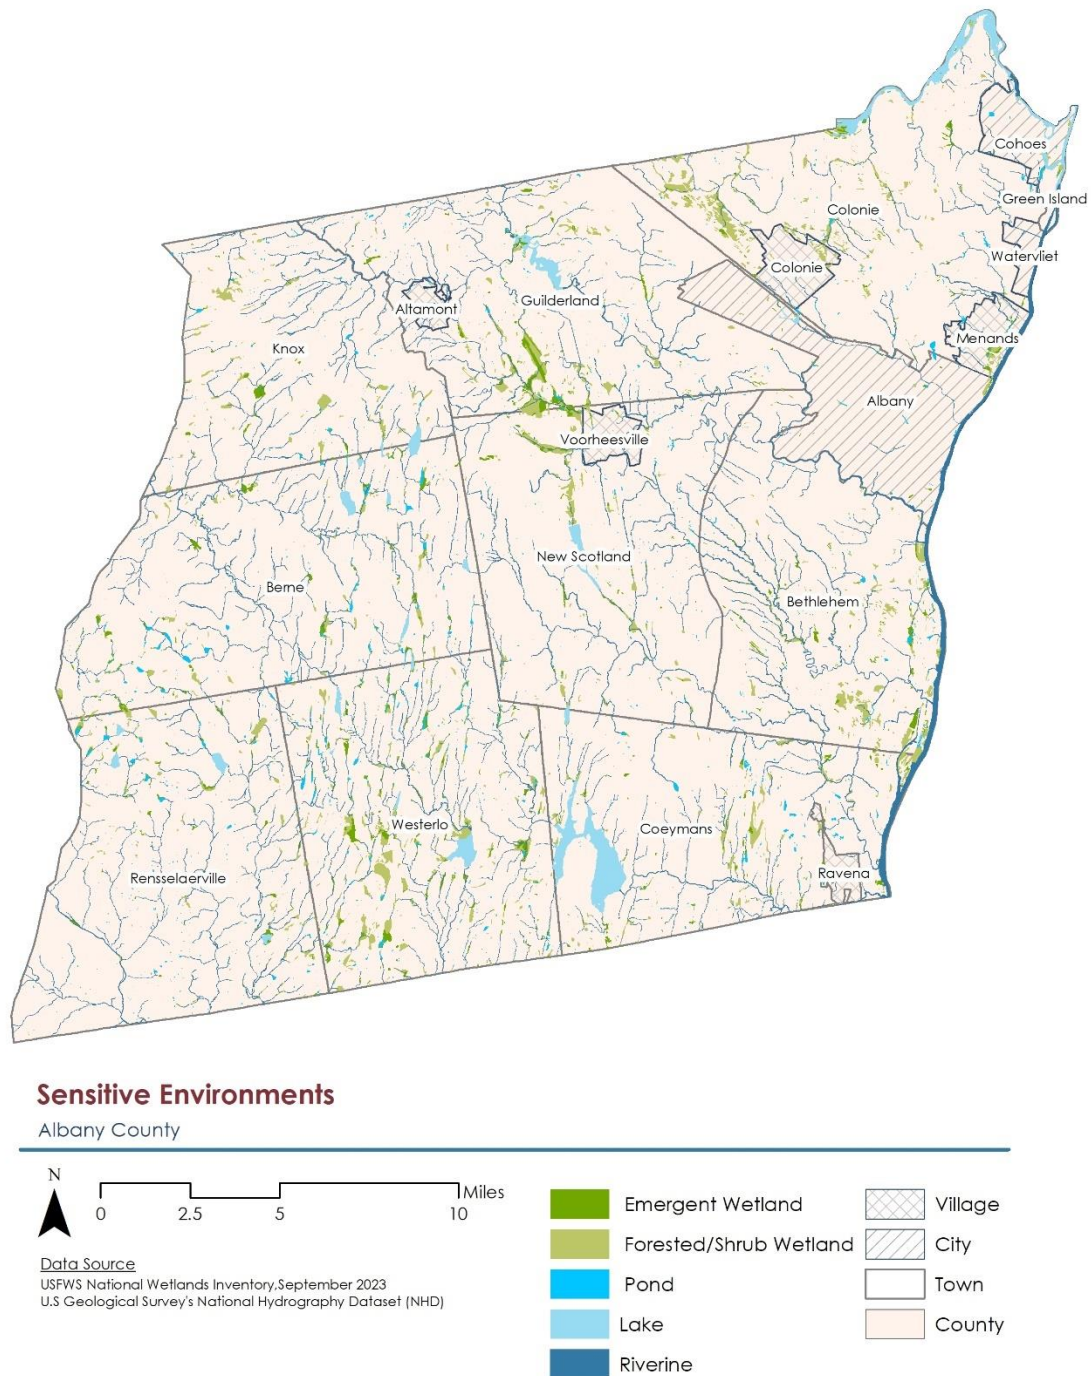 Cohoes
Green Island
Colonie
Watervliet
Colonie
Guilderland
Altamont
Menands
Knox
Albany
Voorheesville
New Scotland
Berne
Bethlehem
Westerlo
Coeymans
Rensselaerville
Ravena
Sensitive Environments
Albany County
N
Miles
0 2.5 5 10
Data Source
USFWS National Wetlands Inventory,September 2023
U.S Geological Survey's National Hydrography Dataset (NHD)
Emergent Wetland
Forested/Shrub Wetland
Pond
Lake
Riverine
Village
City
Town
County